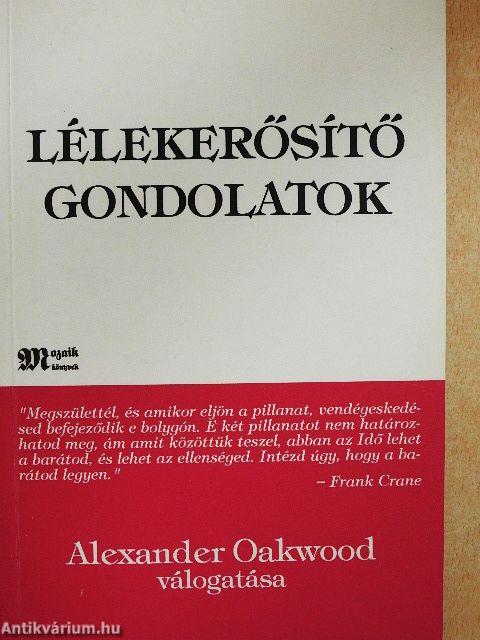 LÉLEKERŐSÍTŐ
GONDOLATOK
Mozaik
könyvek
"Megszülettél, és amikor eljön a pillanat, vendégeskedé-
sed befejeződik e bolygón. E két pillanatot nem határoz-
hatod meg, ám amit közöttük teszel, abban az Idő lehet
a barátod, és lehet az ellenséged. Intézd úgy, hogy a ba-
rátod legyen."
– Frank Crane
Alexander Oakwood
válogatása
Antikvárium.hu